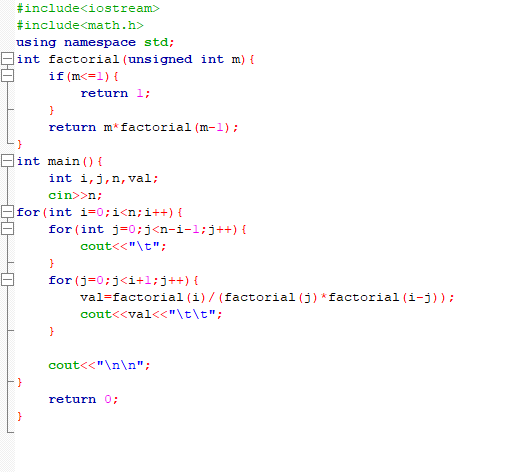 #include<iostream>
#include<math.h>
using namespace std;
int factorial(unsigned int m){
    if(m<=1){
        return 1;
    }
    return m*factorial(m-1);
}
int main(){
    int i,j,n,val;
    cin>>n;
for(int i=0;i<n;i++){
    for(int j=0;j<n-i-1;j++){
        cout<<"\t";
    }
    for(j=0;j<i+1;j++){
        val=factorial(i)/(factorial(j)*factorial(i-j));
        cout<<val<<"\t\t";
    }

    cout<<"\n\n";
}
    return 0;
}